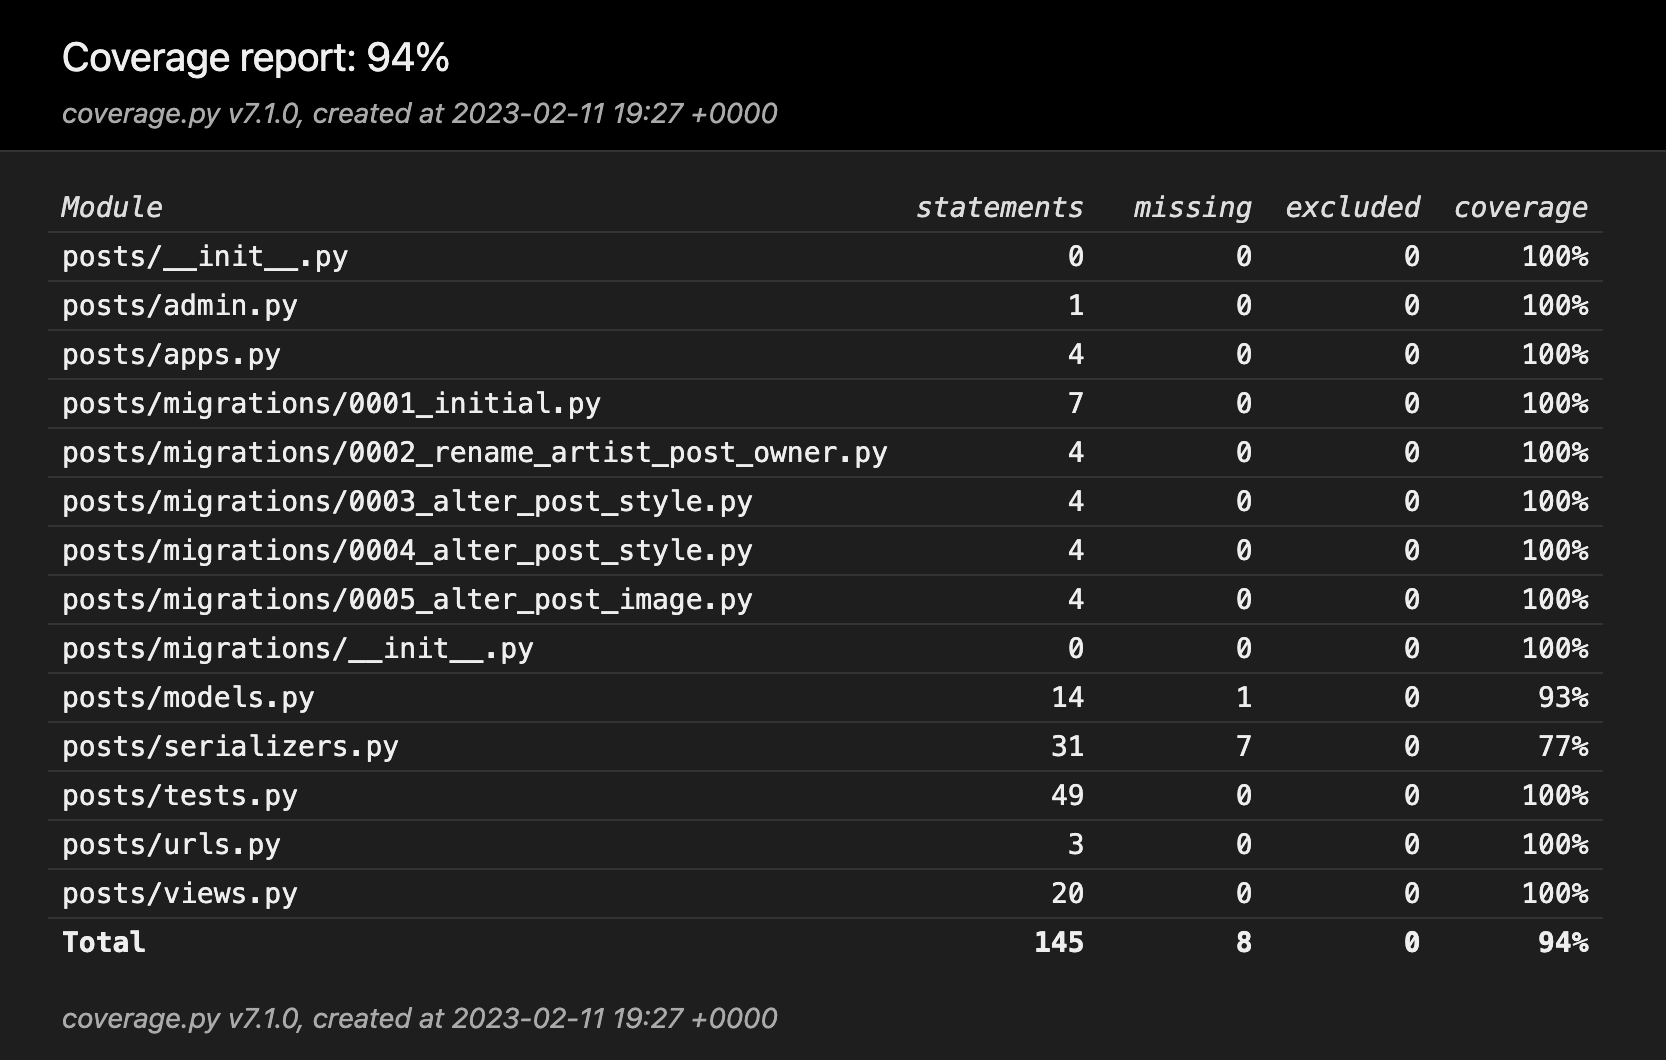 Coverage report: 94%
coverage.py v7.1.0, created at 2023-02-11 19:27 +0000
Module statements missing excluded coverage
posts/__init__.py 0 0 0 100%
posts/admin.py 1 0 0 100%
posts/apps.py 4 0 0 100%
posts/migrations/0001_initial.py 7 0 0 100%
posts/migrations/0002_rename_artist_post_owner.py 4 0 0 100%
posts/migrations/0003_alter_post_style.py 4 0 0 100%
posts/migrations/0004_alter_post_style.py 4 0 0 100%
posts/migrations/0005_alter_post_image.py 4 0 0 100%
posts/migrations/__init__.py 0 0 0 100%
posts/models.py 14 1 0 93%
posts/serializers.py 31 7 0 77%
posts/tests.py 49 0 0 100%
posts/urls.py 3 0 0 100%
posts/views.py 20 0 0 100%
Total 145 8 0 94%
coverage.py v7.1.0, created at 2023-02-11 19:27 +0000